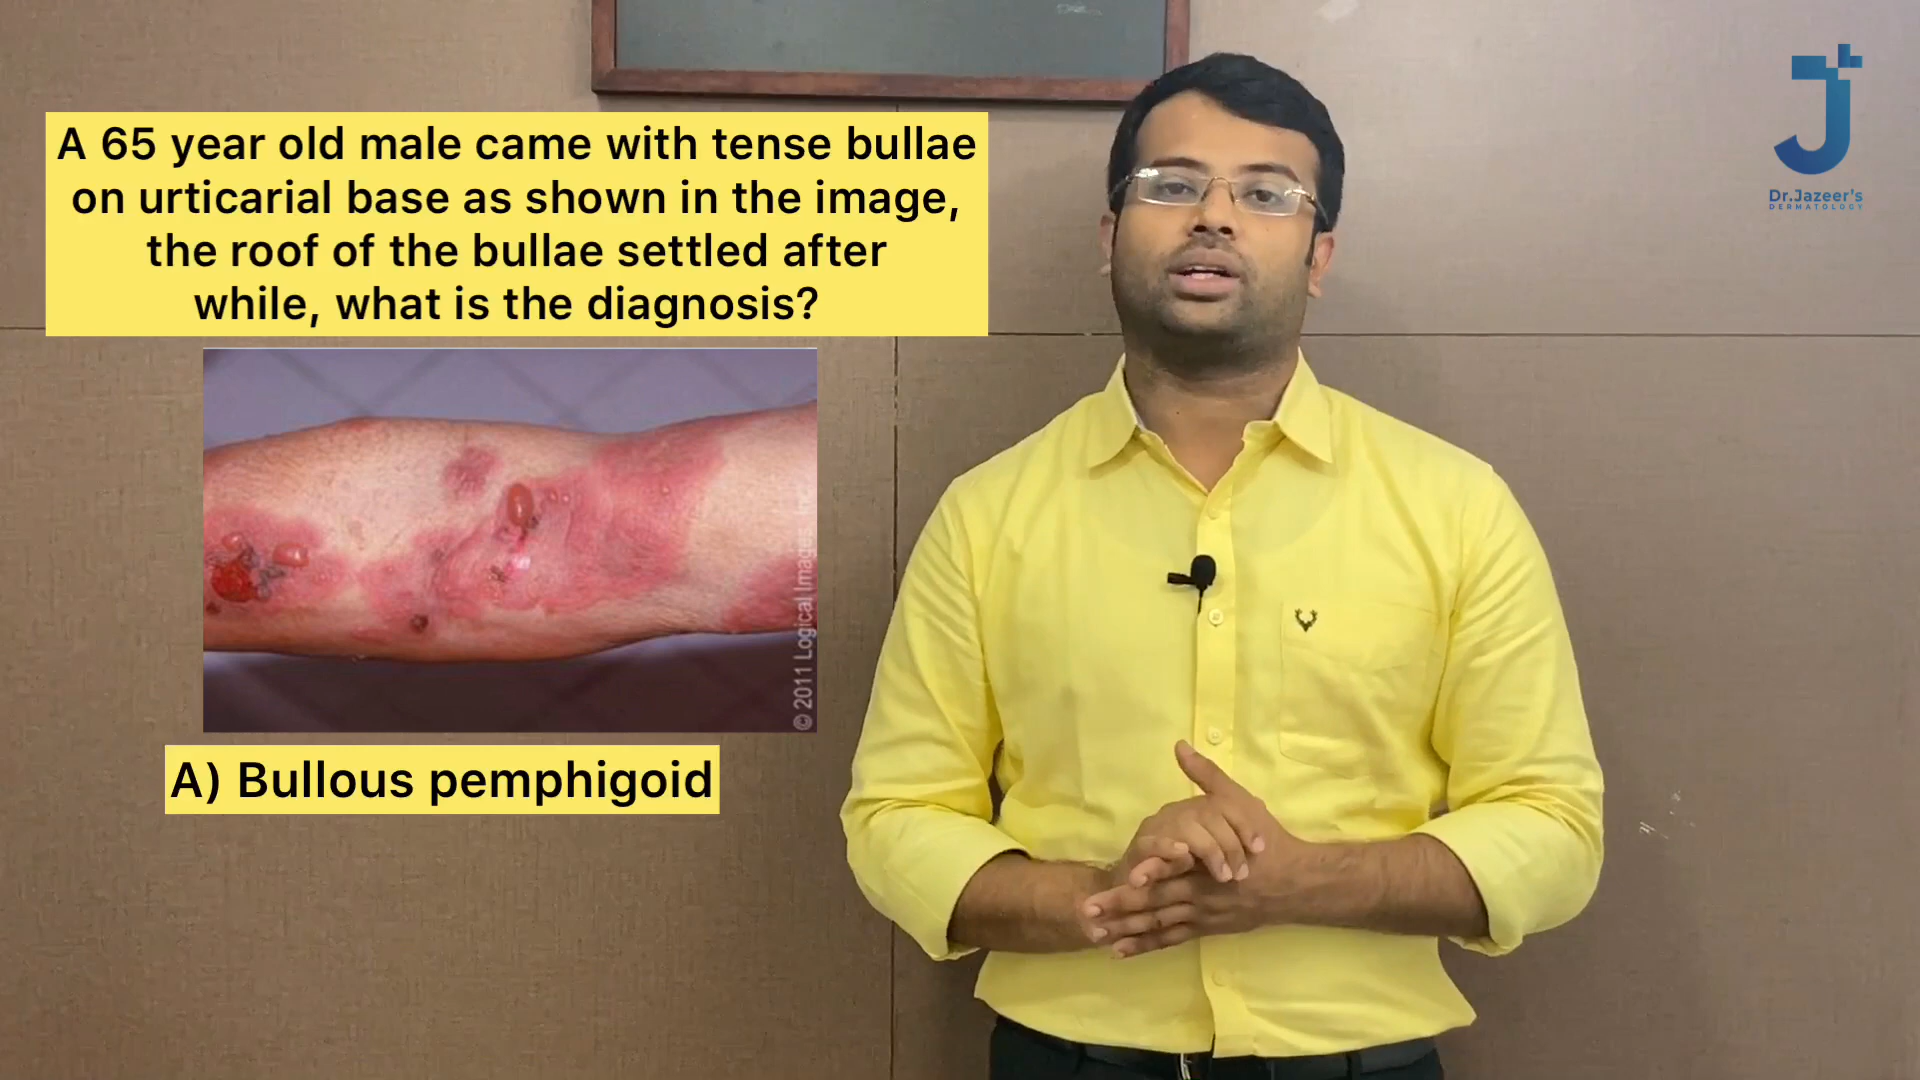 A 65 year old male came with tense bullae
on urticarial base as shown in the image,
the roof of the bullae settled after
while, what is the diagnosis?
© 2011 Logical Images, Inc.
A) Bullous pemphigoid
Dr.Jazeer's
DERMATOLOGY